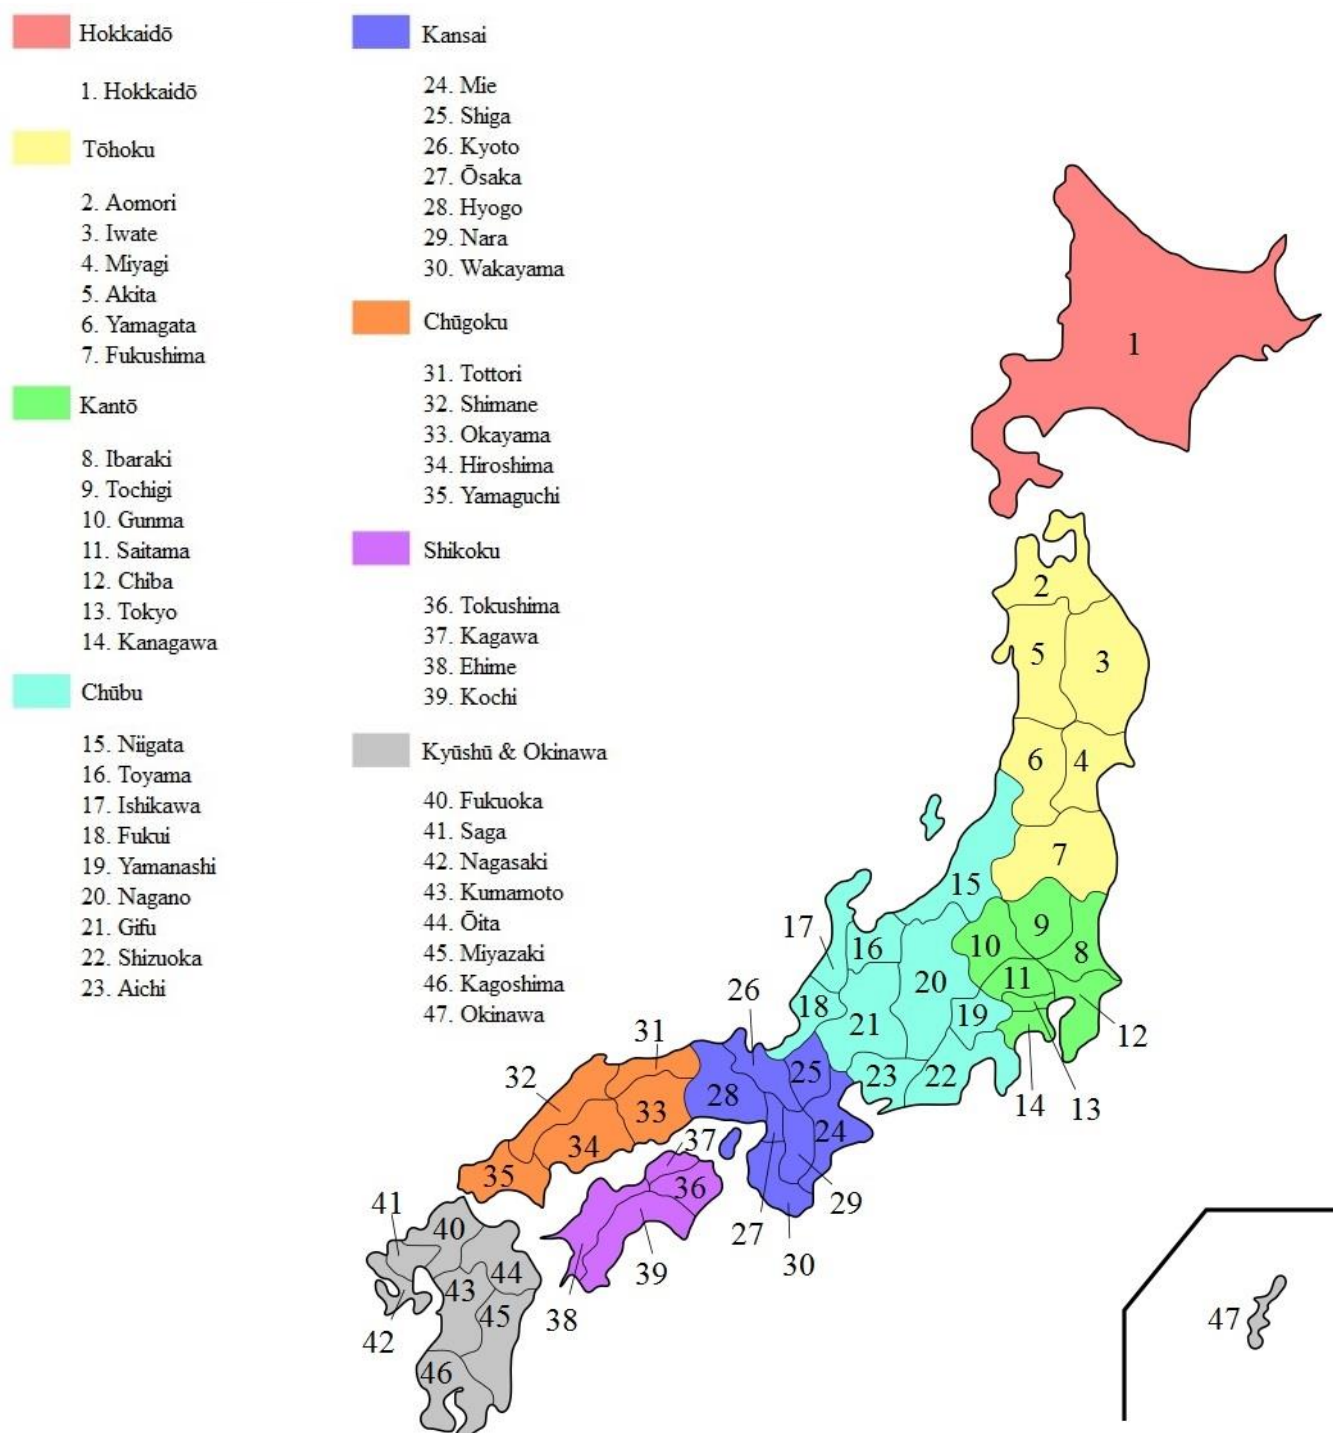 Hokkaidō
1. Hokkaidō
Tōhoku
2. Aomori
3. Iwate
4. Miyagi
5. Akita
6. Yamagata
7. Fukushima
Kantō
8. Ibaraki
9. Tochigi
10. Gunma
11. Saitama
12. Chiba
13. Tokyo
14. Kanagawa
Chūbu
15. Niigata
16. Toyama
17. Ishikawa
18. Fukui
19. Yamanashi
20. Nagano
21. Gifu
22. Shizuoka
23. Aichi
Kansai
24. Mie
25. Shiga
26. Kyoto
27. Ōsaka
28. Hyogo
29. Nara
30. Wakayama
Chūgoku
31. Tottori
32. Shimane
33. Okayama
34. Hiroshima
35. Yamaguchi
Shikoku
36. Tokushima
37. Kagawa
38. Ehime
39. Kochi
Kyūshū & Okinawa
40. Fukuoka
41. Saga
42. Nagasaki
43. Kumamoto
44. Ōita
45. Miyazaki
46. Kagoshima
47. Okinawa
1
2
5
3
6
4
7
15
17
16
10
9
8
20
11
26
18
21
19
12
31
32
28
25
23
22
14
13
33
34
37
24
35
36
29
41
40
27
30
43
44
39
42
45
38
46
47